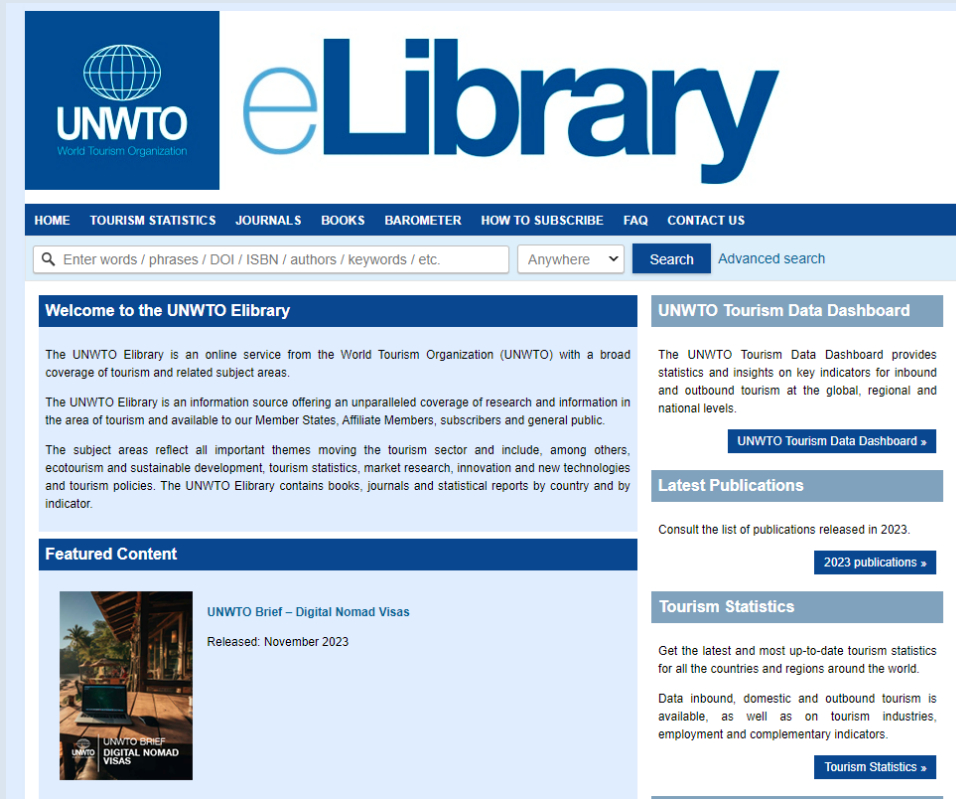 UNWTO
World Tourism Organization
eLibrary
HOME TOURISM STATISTICS JOURNALS BOOKS BAROMETER HOW TO SUBSCRIBE FAQ CONTACT US
Enter words / phrases / DOI / ISBN / authors / keywords / etc.
Anywhere
Search
Advanced search
Welcome to the UNWTO Elibrary
The UNWTO Elibrary is an online service from the World Tourism Organization (UNWTO) with a broad
coverage of tourism and related subject areas.
The UNWTO Elibrary is an information source offering an unparalleled coverage of research and information in
the area of tourism and available to our Member States, Affiliate Members, subscribers and general public.
The subject areas reflect all important themes moving the tourism sector and include, among others,
ecotourism and sustainable development, tourism statistics, market research, innovation and new technologies
and tourism policies. The UNWTO Elibrary contains books, journals and statistical reports by country and by
indicator.
Featured Content
UNWTO Brief – Digital Nomad Visas
Released: November 2023
UNWTO
UNWTO BRIEF
DIGITAL NOMAD
VISAS
UNWTO Tourism Data Dashboard
The UNWTO Tourism Data Dashboard provides
statistics and insights on key indicators for inbound
and outbound tourism at the global, regional and
national levels.
UNWTO Tourism Data Dashboard »
Latest Publications
Consult the list of publications released in 2023.
2023 publications »
Tourism Statistics
Get the latest and most up-to-date tourism statistics
for all the countries and regions around the world.
Data inbound, domestic and outbound tourism is
available, as well as on tourism industries,
employment and complementary indicators.
Tourism Statistics »